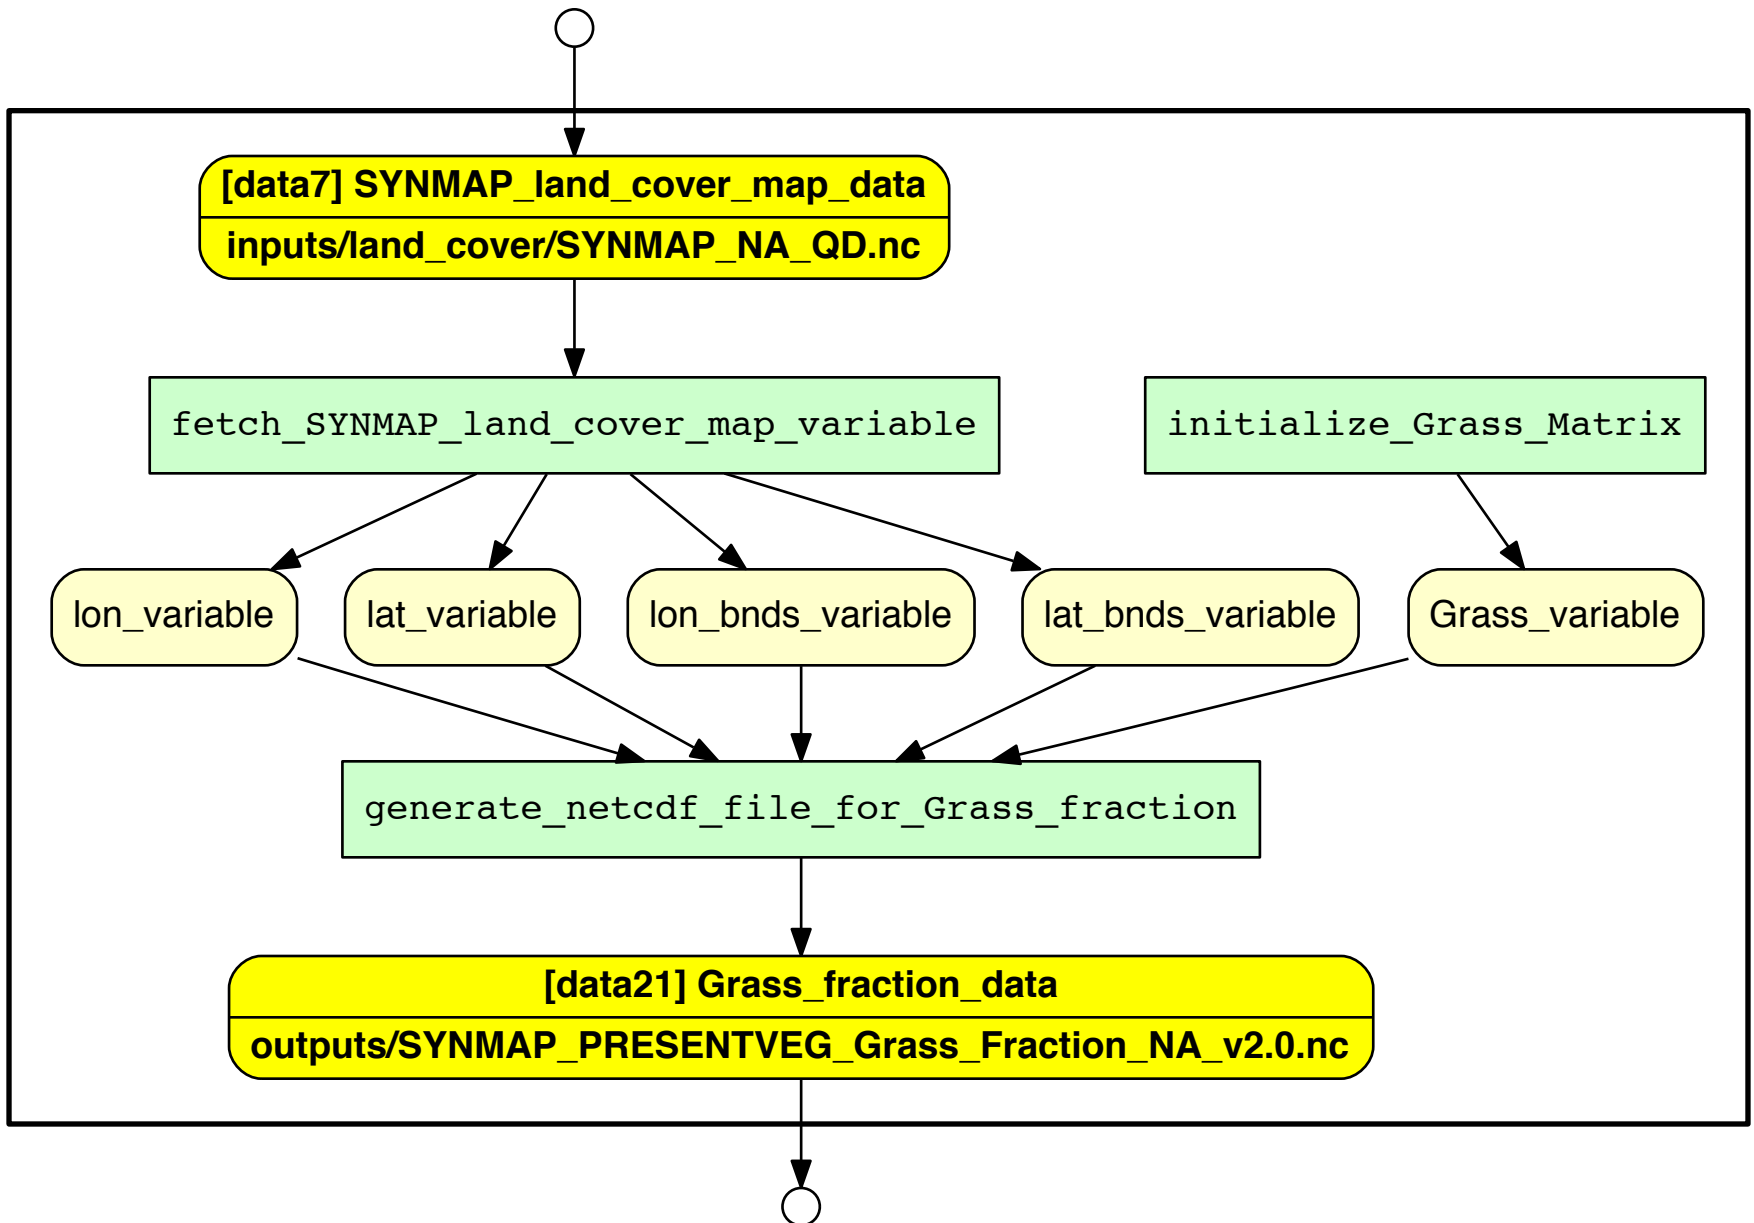 [data7] SYNMAP_land_cover_map_data
inputs/land_cover/SYNMAP_NA_QD.nc
fetch_SYNMAP_land_cover_map_variable
initialize_Grass_Matrix
lon_variable
lat_variable
lon_bnds_variable
lat_bnds_variable
Grass_variable
generate_netcdf_file_for_Grass_fraction
[data21] Grass_fraction_data
outputs/SYNMAP_PRESENTVEG_Grass_Fraction_NA_v2.0.nc